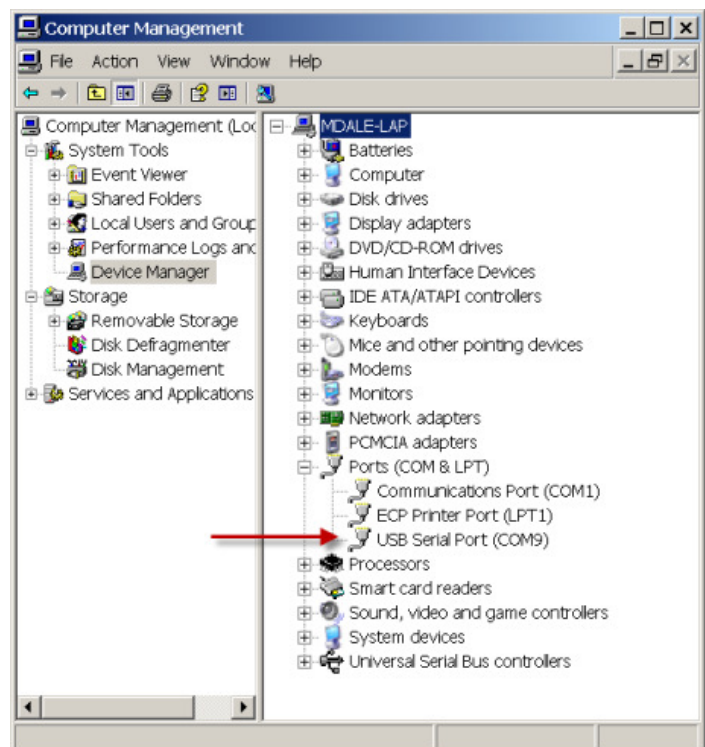 Computer Management
File Action View Window Help
Computer Management (Loc
System Tools
Event Viewer
Shared Folders
Local Users and Group
Performance Logs and
Device Manager
Storage
Removable Storage
Disk Defragmenter
Disk Management
Services and Applications
MDALE-LAP
Batteries
Computer
Disk drives
Display adapters
DVD/CD-ROM drives
Human Interface Devices
IDE ATA/ATAPI controllers
Keyboards
Mice and other pointing devices
Modems
Monitors
Network adapters
PCMCIA adapters
Ports (COM & LPT)
Communications Port (COM1)
ECP Printer Port (LPT1)
USB Serial Port (COM9)
Processors
Smart card readers
Sound, video and game controllers
System devices
Universal Serial Bus controllers